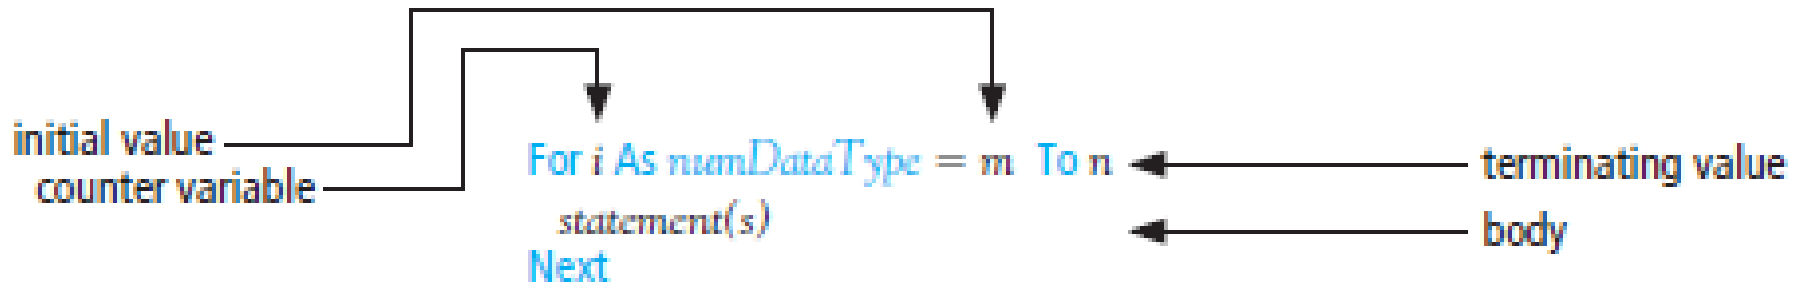 initial value
counter variable
For i As numDataType = m To n
statement(s)
Next
terminating value
body